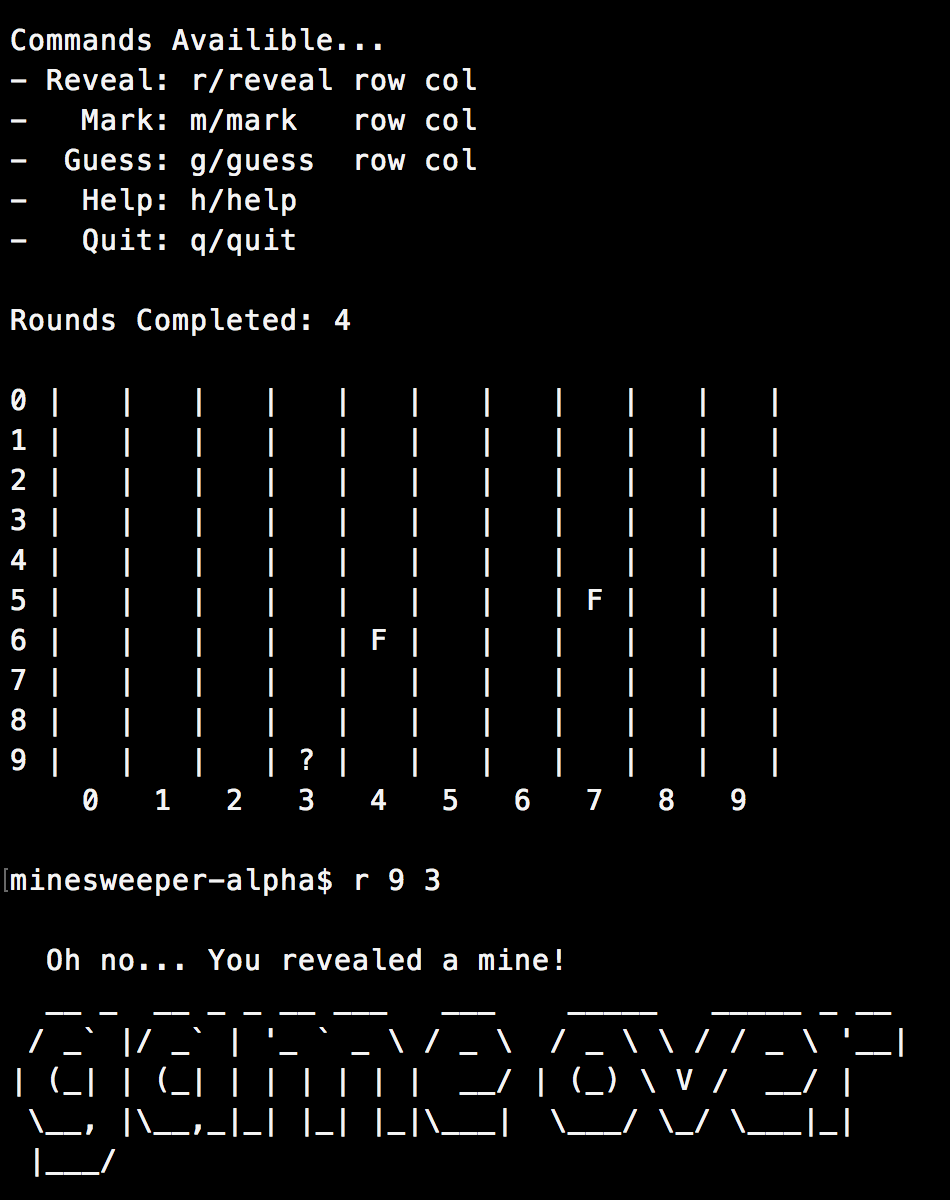 Commands Availible...
- Reveal: r/reveal row col
-   Mark: m/mark   row col
-  Guess: g/guess  row col
-   Help: h/help
-   Quit: q/quit

Rounds Completed: 4

0 |   |   |   |   |   |   |   |   |   |   |
1 |   |   |   |   |   |   |   |   |   |   |
2 |   |   |   |   |   |   |   |   |   |   |
3 |   |   |   |   |   |   |   |   |   |   |
4 |   |   |   |   |   |   |   |   |   |   |
5 |   |   |   |   |   |   |   | F |   |   |
6 |   |   |   |   | F |   |   |   |   |   |
7 |   |   |   |   |   |   |   |   |   |   |
8 |   |   |   |   |   |   |   |   |   |   |
9 |   |   |   | ? |   |   |   |   |   |   |
    0   1   2   3   4   5   6   7   8   9

[minesweeper-alpha$ r 9 3

  Oh no... You revealed a mine!
game over